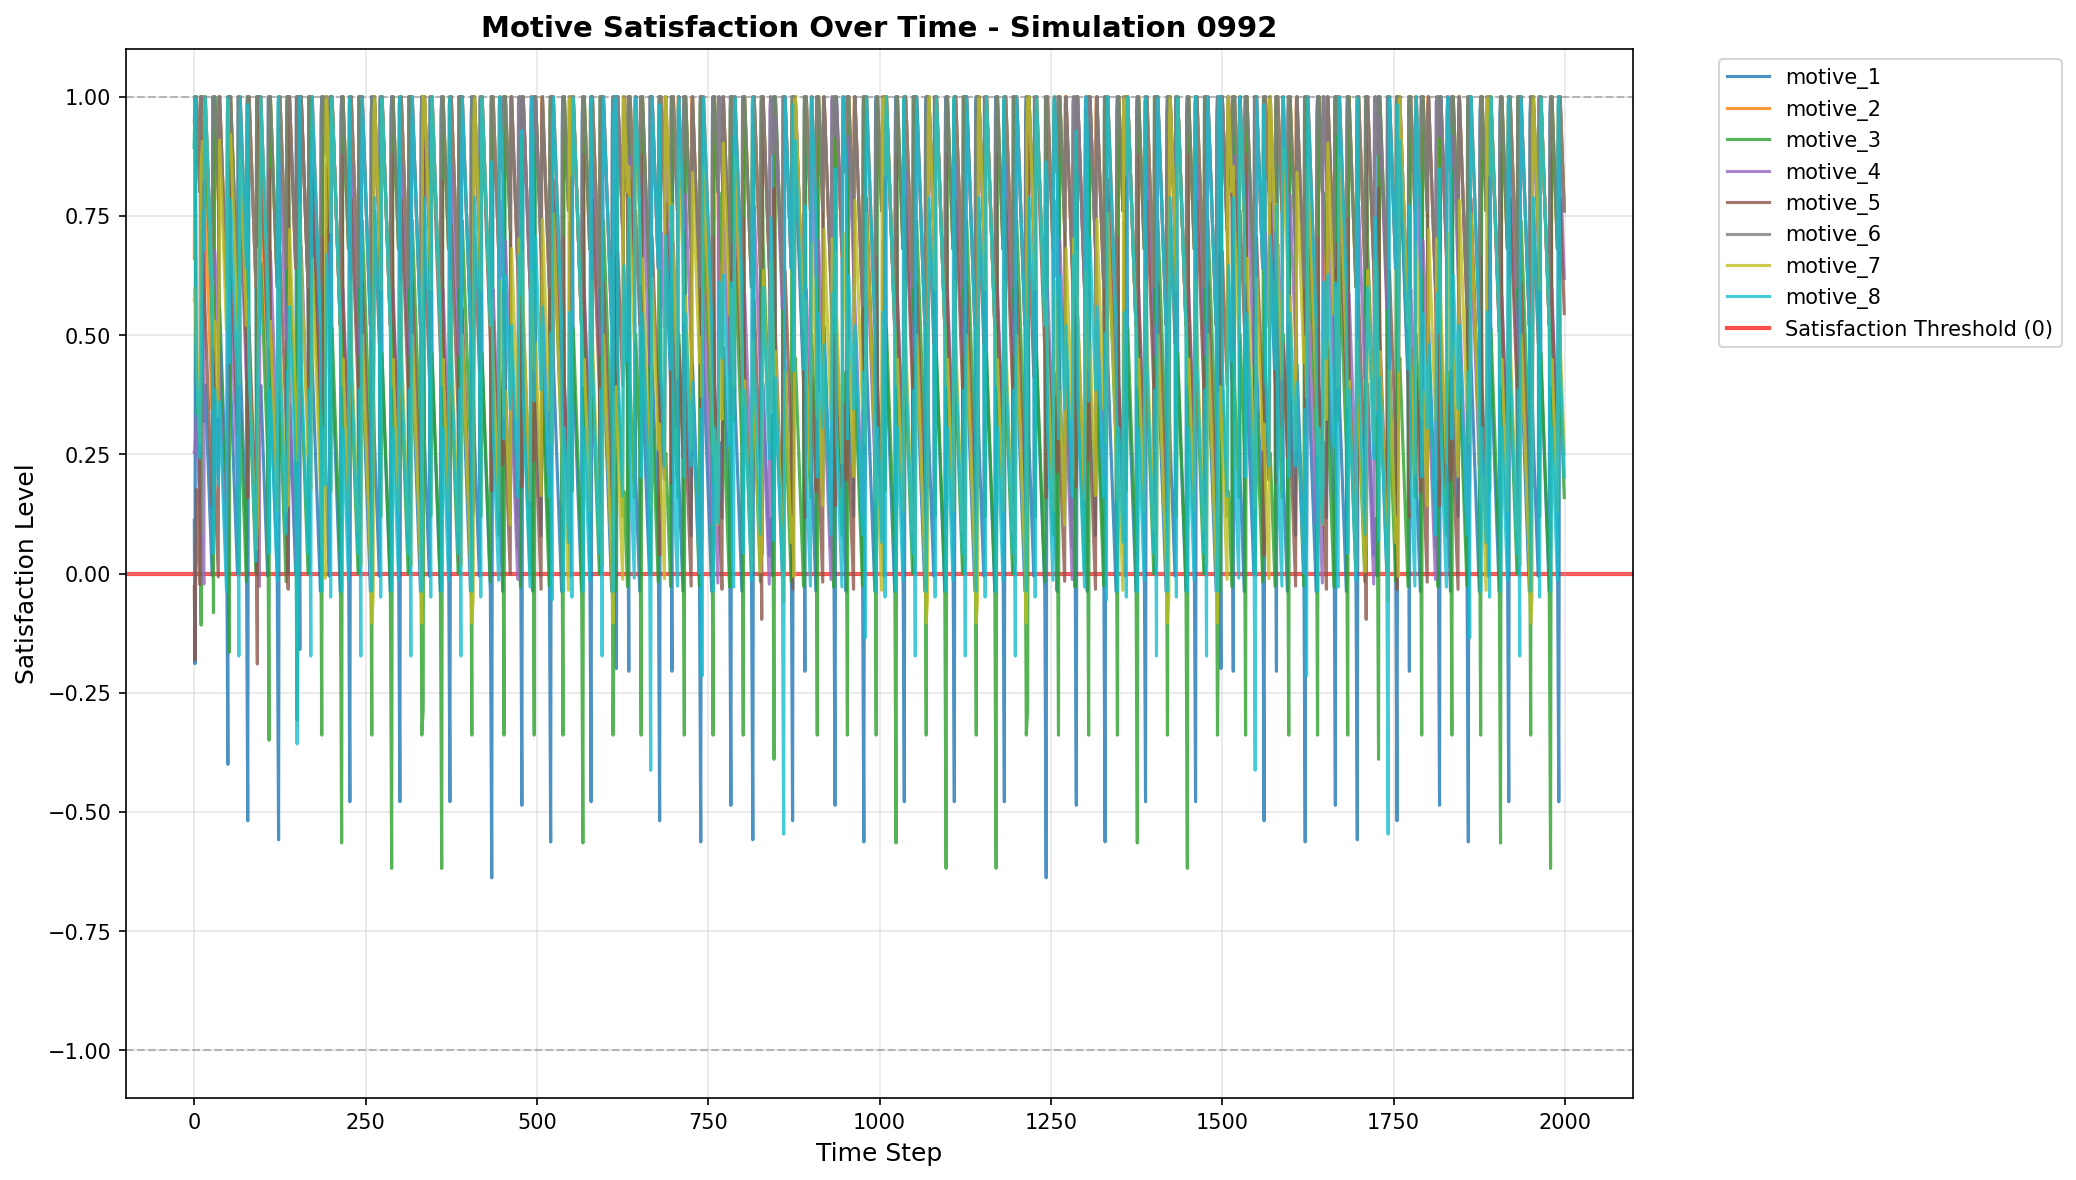 Motive Satisfaction Over Time - Simulation 0992
Satisfaction Level
1.00
0.75
0.50
0.25
0.00
−0.25
−0.50
−0.75
−1.00
0 250 500 750 1000 1250 1500 1750 2000
Time Step
motive_1
motive_2
motive_3
motive_4
motive_5
motive_6
motive_7
motive_8
Satisfaction Threshold (0)